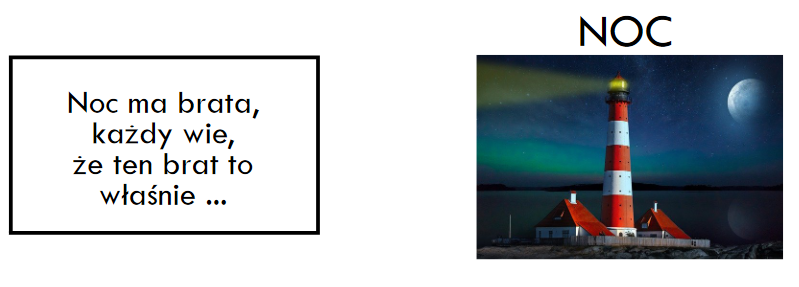 NOC
Noc ma brata,
każdy wie,
że ten brat to
właśnie ...